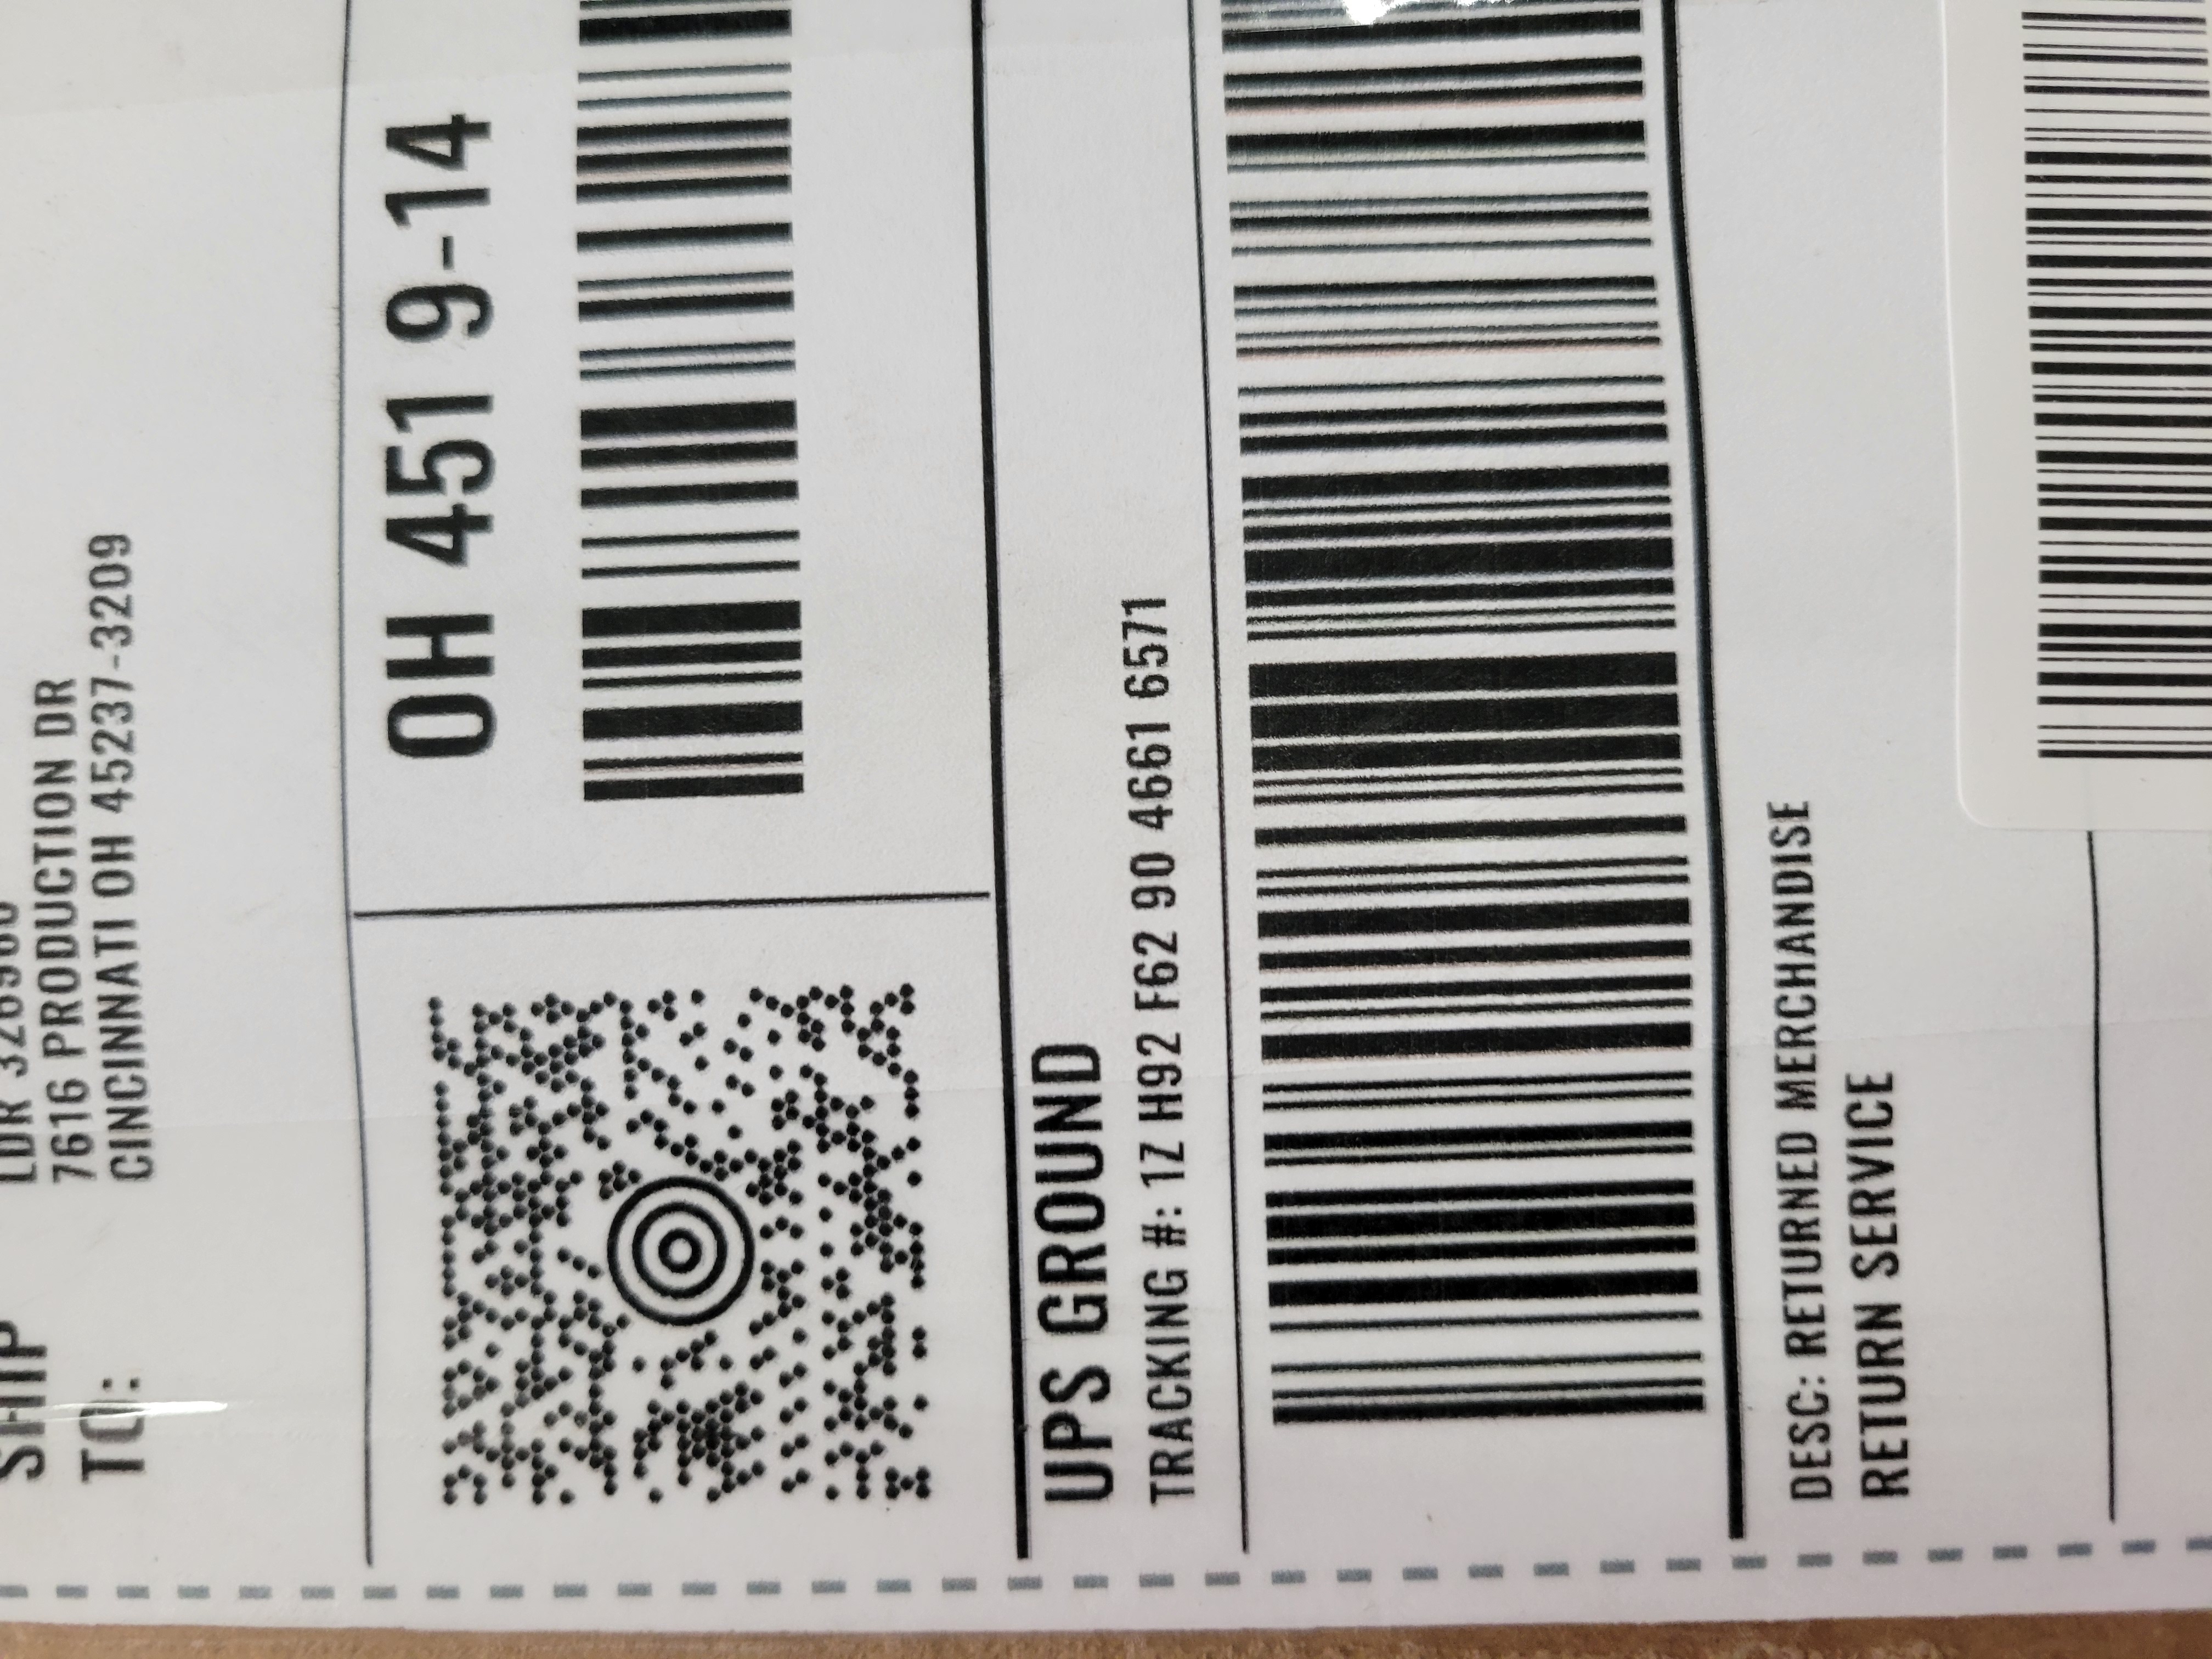 SHIP
TO:
LDR
7616 PRODUCTION DR
CINCINNATI OH 45237-3209
OH 451 9-14
UPS GROUND
TRACKING #: 1Z H92 F62 90 4661 6571
DESC: RETURNED MERCHANDISE
RETURN SERVICE